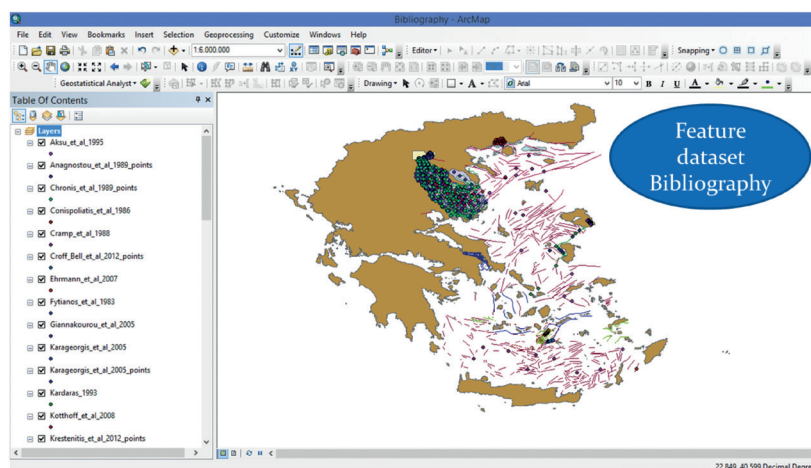 Bibliography - ArcMap
File Edit View Bookmarks Insert Selection Geoprocessing Customize Windows Help
1:6.000.000
Editor
Snapping
Geostatistical Analyst
Drawing
Arial
10
B I U A
Table Of Contents
Layers
Aksu_et_al_1995
Anagnostou_et_al_1989_points
Chronis_et_al_1989_points
Conispoliatis_et_al_1986
Cramp_et_al_1988
Croff_Bell_et_al_2012_points
Ehrmann_et_al_2007
Fytianos_et_al_1983
Giannakourou_et_al_2005
Karageorgis_et_al_2005
Karageorgis_et_al_2005_points
Kardaras_1993
Kotthoff_et_al_2008
Krestenitis_et_al_2012_points
Feature
dataset
Bibliography
22,849 40,599 Decimal Degre